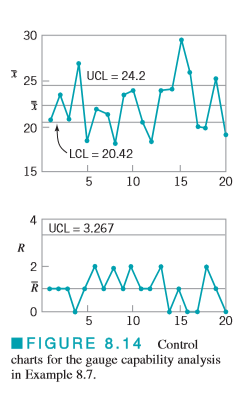 30
x̄
25
UCL = 24.2
x̿
20
LCL = 20.42
15
5
10
15
20
4
UCL = 3.267
R
2
R̄
0
5
10
15
20
FIGURE 8.14 Control
charts for the gauge capability analysis
in Example 8.7.